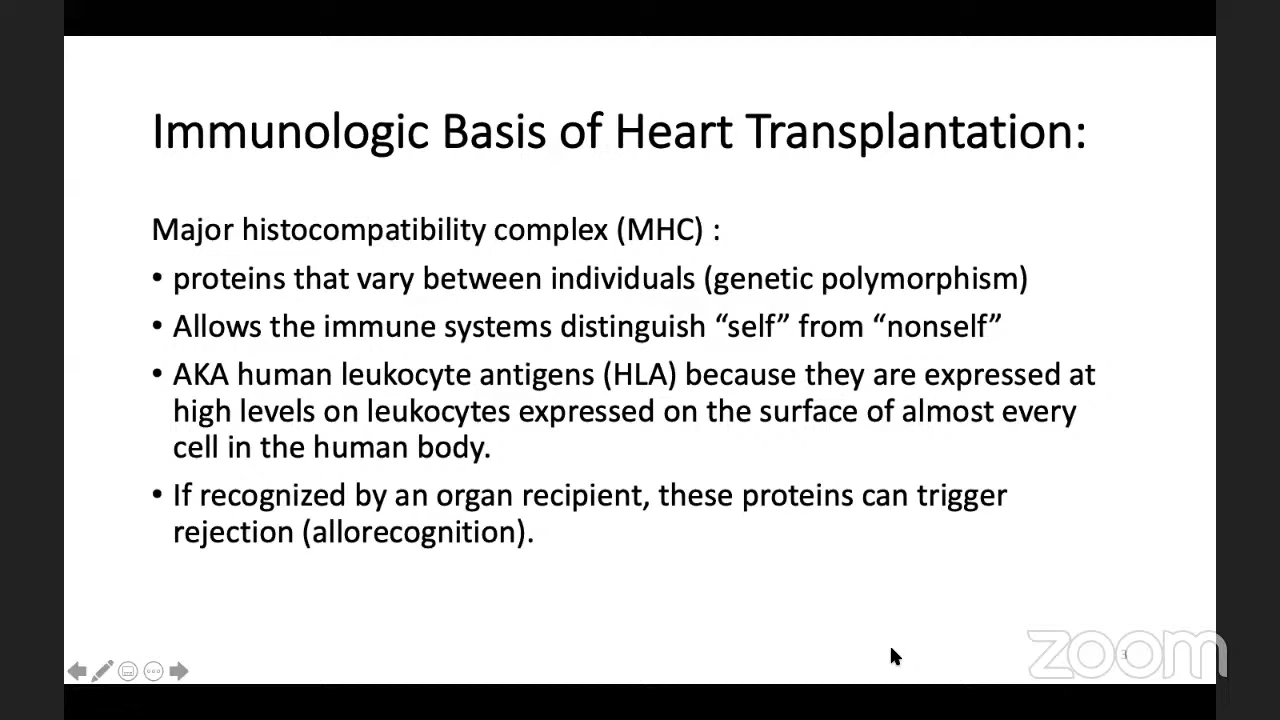 Immunologic Basis of Heart Transplantation:
Major histocompatibility complex (MHC) :
• proteins that vary between individuals (genetic polymorphism)
• Allows the immune systems distinguish “self” from “nonself”
• AKA human leukocyte antigens (HLA) because they are expressed at
high levels on leukocytes expressed on the surface of almost every
cell in the human body.
• If recognized by an organ recipient, these proteins can trigger
rejection (allorecognition).
zoom
3